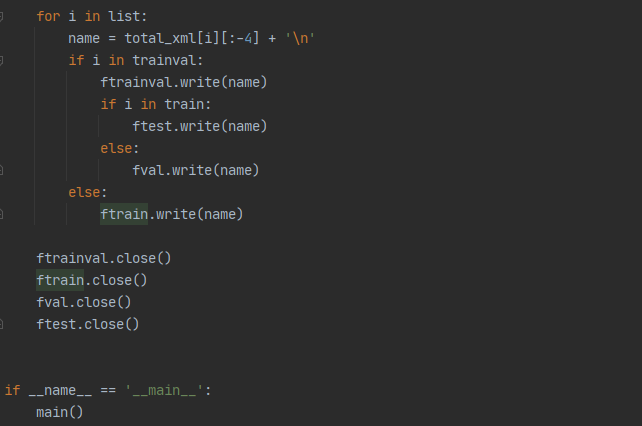 for i in list:
name = total_xml[i][:-4] + '\n'
if i in trainval:
ftrainval.write(name)
if i in train:
ftest.write(name)
else:
fval.write(name)
else:
ftrain.write(name)
ftrainval.close()
ftrain.close()
fval.close()
ftest.close()
if __name__ == '__main__':
main()